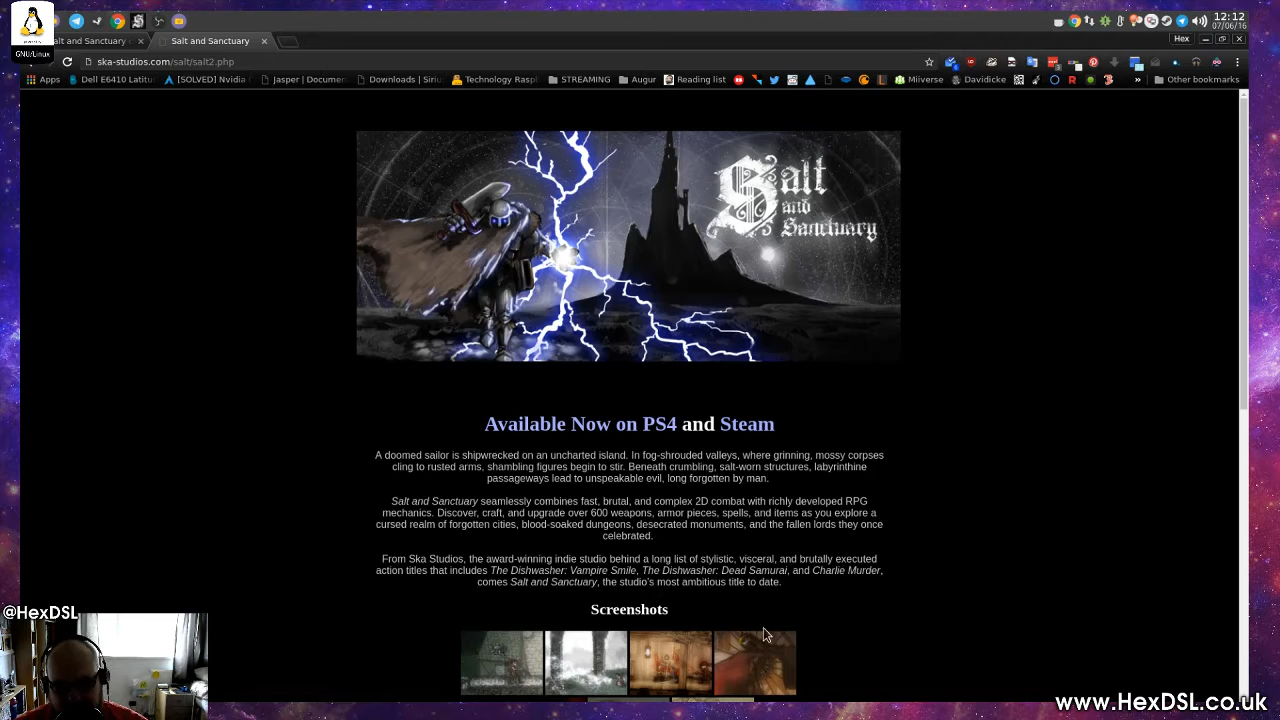 12:12
07/06/16
GNU/Linux
alt and Sanctuary
Salt and Sanctuary
Hex
ska-studios.com/salt/salt2.php
Apps
Dell E6410 Latitu
[SOLVED] Nvidia
Jasper | Documen
Downloads | Siriu
Technology Raspl
STREAMING
Augur
Reading list
Miiverse
Davidicke
Other bookmarks
Salt
and
Sanctuary
Available Now on PS4 and Steam
A doomed sailor is shipwrecked on an uncharted island. In fog-shrouded valleys, where grinning, mossy corpses
cling to rusted arms, shambling figures begin to stir. Beneath crumbling, salt-worn structures, labyrinthine
passageways lead to unspeakable evil, long forgotten by man.
Salt and Sanctuary seamlessly combines fast, brutal, and complex 2D combat with richly developed RPG
mechanics. Discover, craft, and upgrade over 600 weapons, armor pieces, spells, and items as you explore a
cursed realm of forgotten cities, blood-soaked dungeons, desecrated monuments, and the fallen lords they once
celebrated.
From Ska Studios, the award-winning indie studio behind a long list of stylistic, visceral, and brutally executed
action titles that includes The Dishwasher: Vampire Smile, The Dishwasher: Dead Samurai, and Charlie Murder,
comes Salt and Sanctuary, the studio's most ambitious title to date.
Screenshots
@HexDSL
www.HexDSL.co.uk